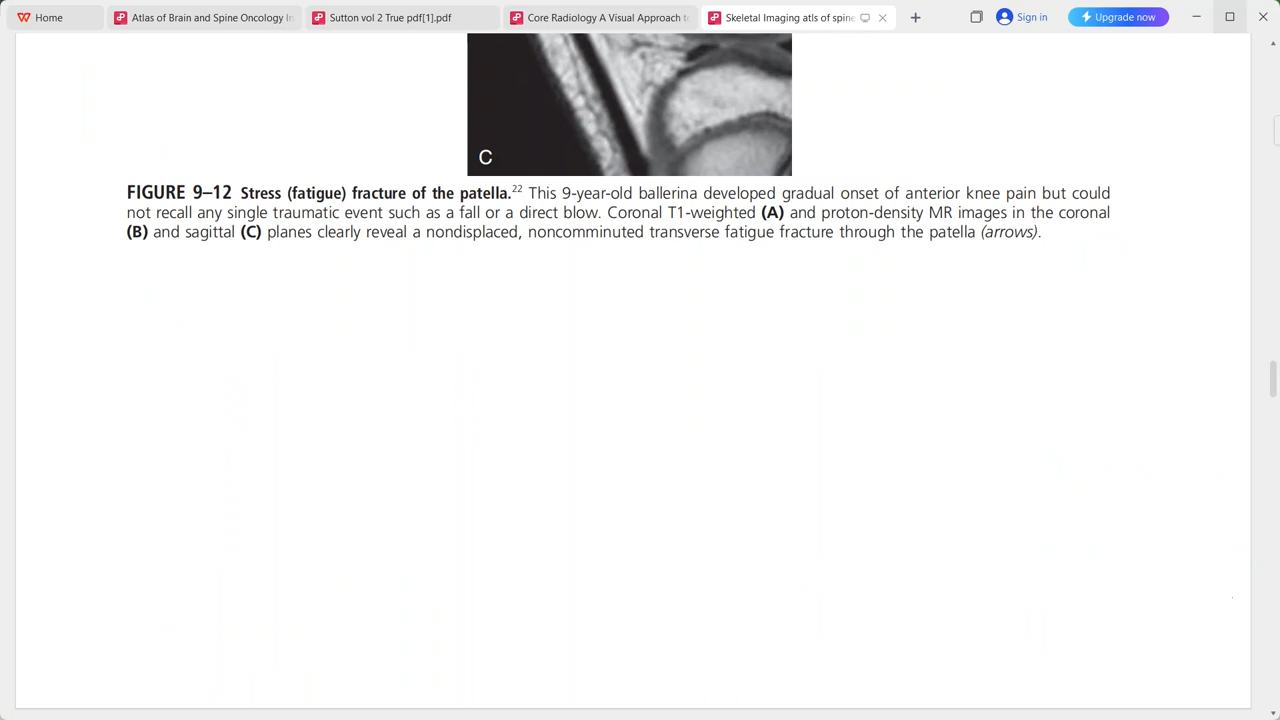 Home
Atlas of Brain and Spine Oncology I
Sutton vol 2 True pdf[1].pdf
Core Radiology A Visual Approach t
Skeletal Imaging atls of spine
Sign in
Upgrade now
C
FIGURE 9–12 Stress (fatigue) fracture of the patella.22 This 9-year-old ballerina developed gradual onset of anterior knee pain but could
not recall any single traumatic event such as a fall or a direct blow. Coronal T1-weighted (A) and proton-density MR images in the coronal
(B) and sagittal (C) planes clearly reveal a nondisplaced, noncomminuted transverse fatigue fracture through the patella (arrows).